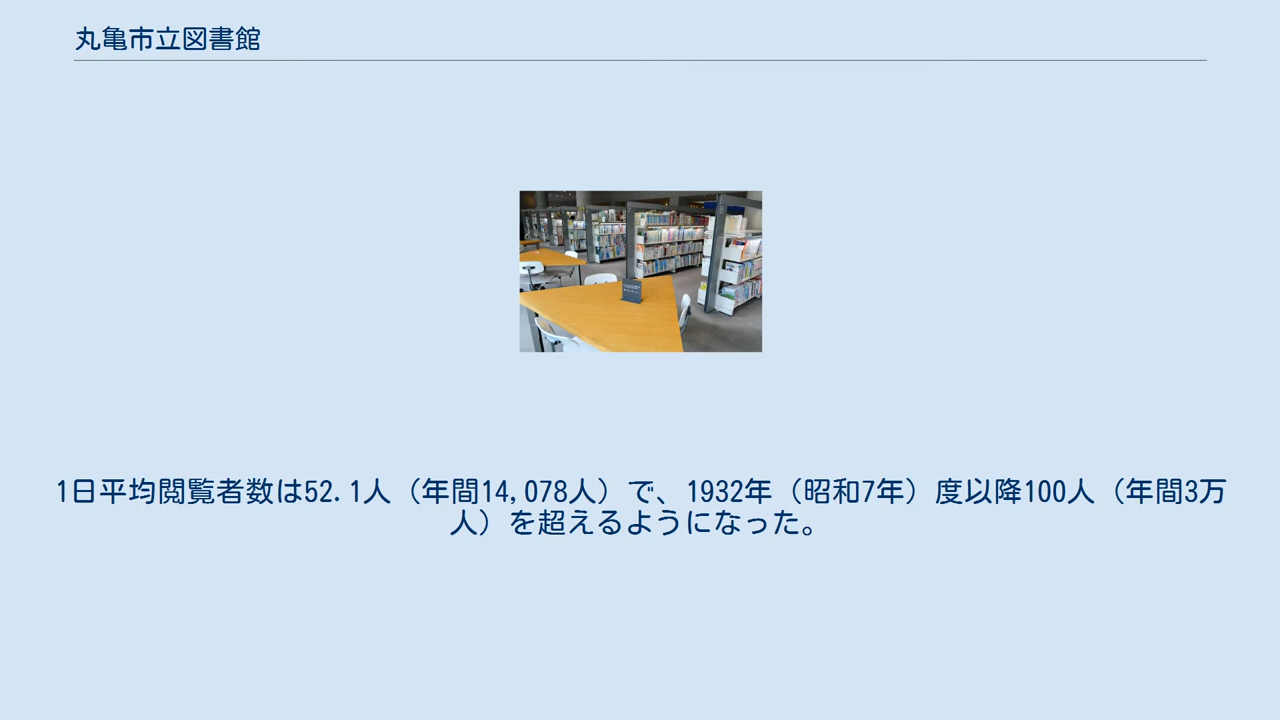 丸亀市立図書館
1日平均閲覧者数は52.1人（年間14,078人）で、1932年（昭和7年）度以降100人（年間3万
人）を超えるようになった。